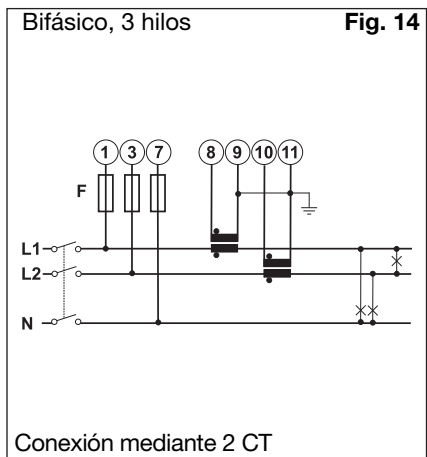 Bifásico, 3 hilos Fig. 14
1 3 7 8 9 10 11
F
L1
L2
N
Conexión mediante 2 CT